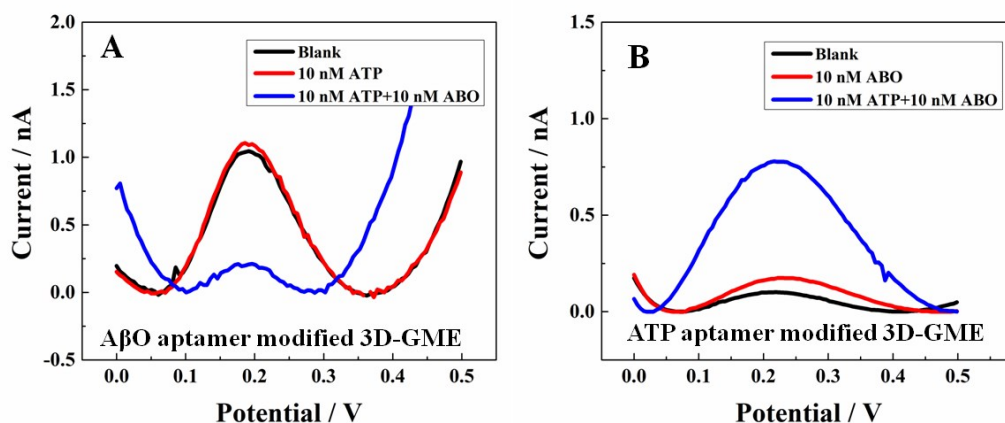 A
Blank
10 nM ATP
10 nM ATP+10 nM ABO
2.0
1.5
1.0
0.5
0.0
-0.5
Current / nA
AβO aptamer modified 3D-GME
0.0 0.1 0.2 0.3 0.4 0.5
Potential / V
B
Blank
10 nM ABO
10 nM ATP+10 nM ABO
1.5
1.0
0.5
0.0
Current / nA
ATP aptamer modified 3D-GME
0.0 0.1 0.2 0.3 0.4 0.5
Potential / V